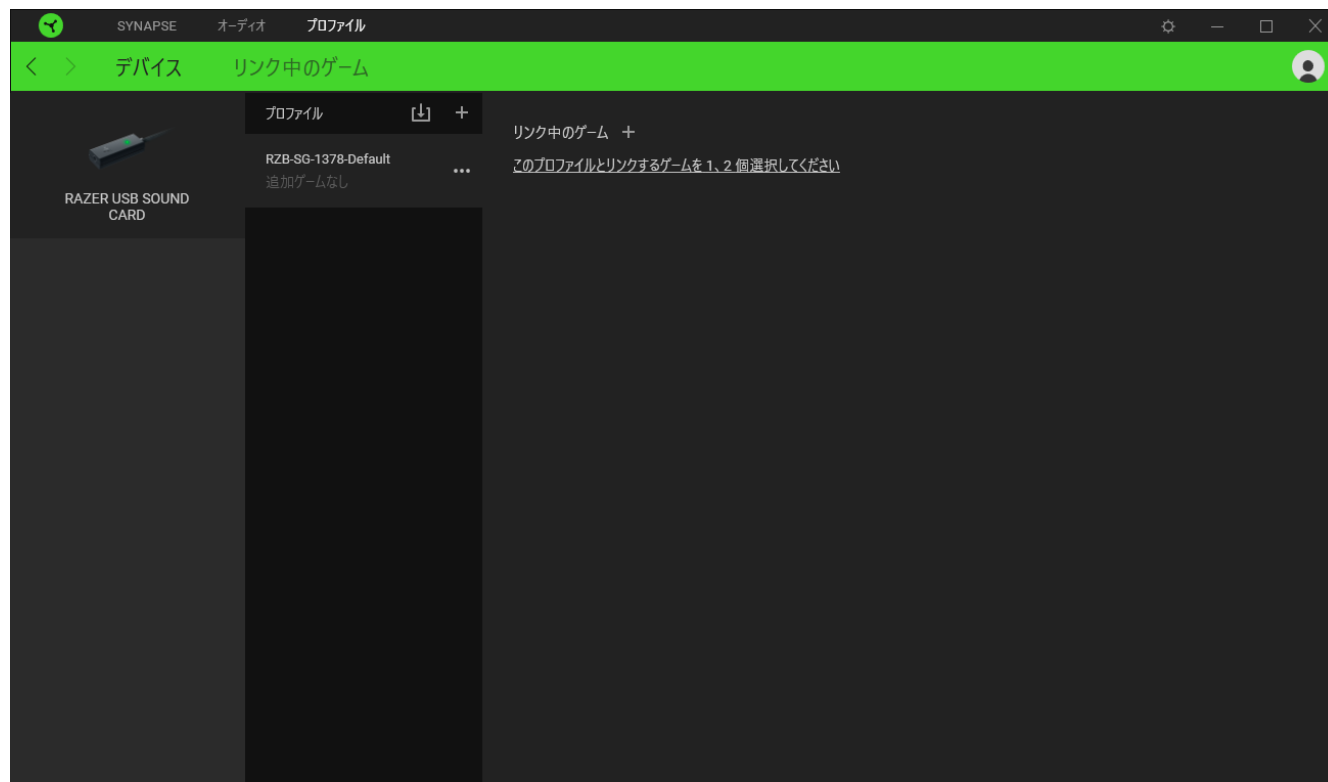 SYNAPSE オーディオ プロファイル
デバイス リンク中のゲーム
RAZER USB SOUND
CARD
プロファイル
RZB-SG-1378-Default
追加ゲームなし
リンク中のゲーム
このプロファイルとリンクするゲームを 1、2 個選択してください